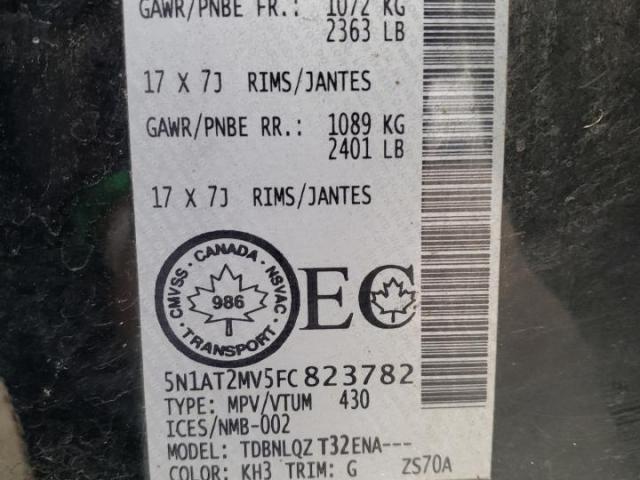 GAWR/PNBE FR.: 1072 KG
2363 LB
17 X 7J RIMS/JANTES
GAWR/PNBE RR.: 1089 KG
2401 LB
17 X 7J RIMS/JANTES
CMVSS · CANADA · NSVAC · TRANSPORT ·
986
EC
5N1AT2MV5FC823782
TYPE: MPV/VTUM 430
ICES/NMB-002
MODEL: TDBNLQZ T32ENA---
COLOR: KH3 TRIM: G ZS70A